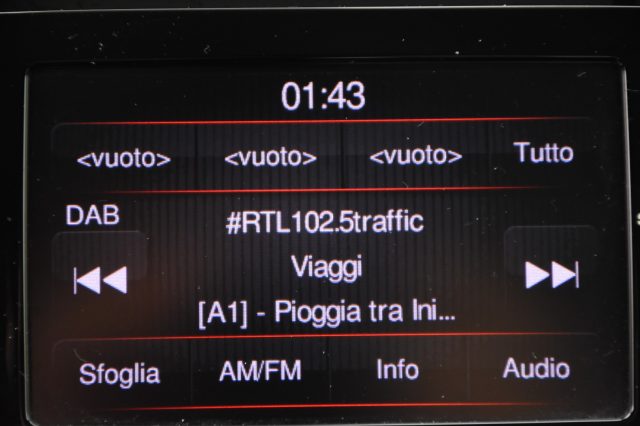 01:43
<vuoto> <vuoto> <vuoto> Tutto
DAB
#RTL102.5traffic
Viaggi
[A1] - Pioggia tra Ini...
Sfoglia AM/FM Info Audio